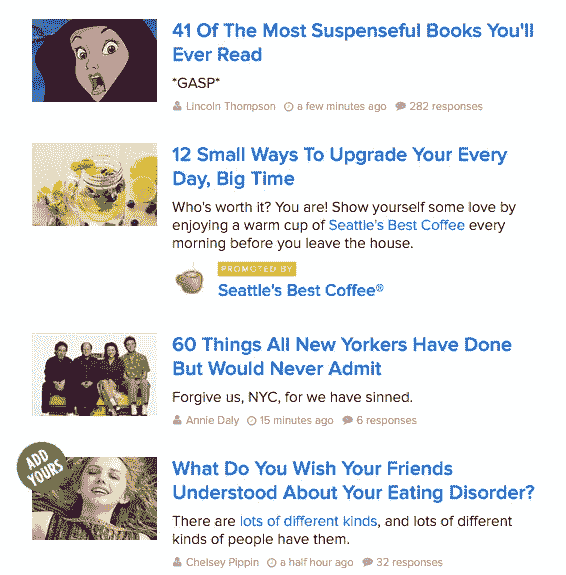 41 Of The Most Suspenseful Books You'll
Ever Read
*GASP*
Lincoln Thompson a few minutes ago 282 responses
12 Small Ways To Upgrade Your Every
Day, Big Time
Who's worth it? You are! Show yourself some love by
enjoying a warm cup of Seattle's Best Coffee every
morning before you leave the house.
PROMOTED BY
Seattle's Best Coffee®
60 Things All New Yorkers Have Done
But Would Never Admit
Forgive us, NYC, for we have sinned.
Annie Daly 15 minutes ago 6 responses
ADD
YOURS
What Do You Wish Your Friends
Understood About Your Eating Disorder?
There are lots of different kinds, and lots of different
kinds of people have them.
Chelsey Pippin a half hour ago 32 responses